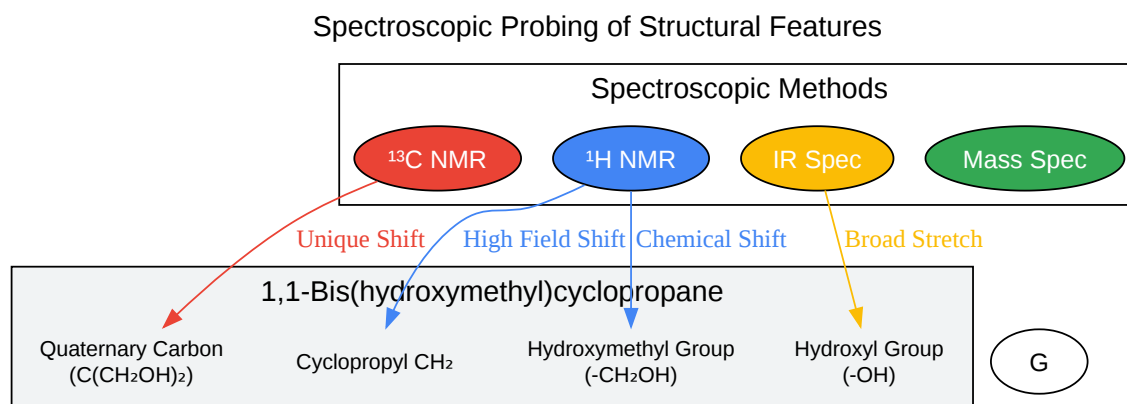 Spectroscopic Probing of Structural Features
Spectroscopic Methods
¹³C NMR
¹H NMR
IR Spec
Mass Spec
Unique Shift
High Field Shift
Chemical Shift
Broad Stretch
1,1-Bis(hydroxymethyl)cyclopropane
Quaternary Carbon
(C(CH₂OH)₂)
Cyclopropyl CH₂
Hydroxymethyl Group
(-CH₂OH)
Hydroxyl Group
(-OH)
G